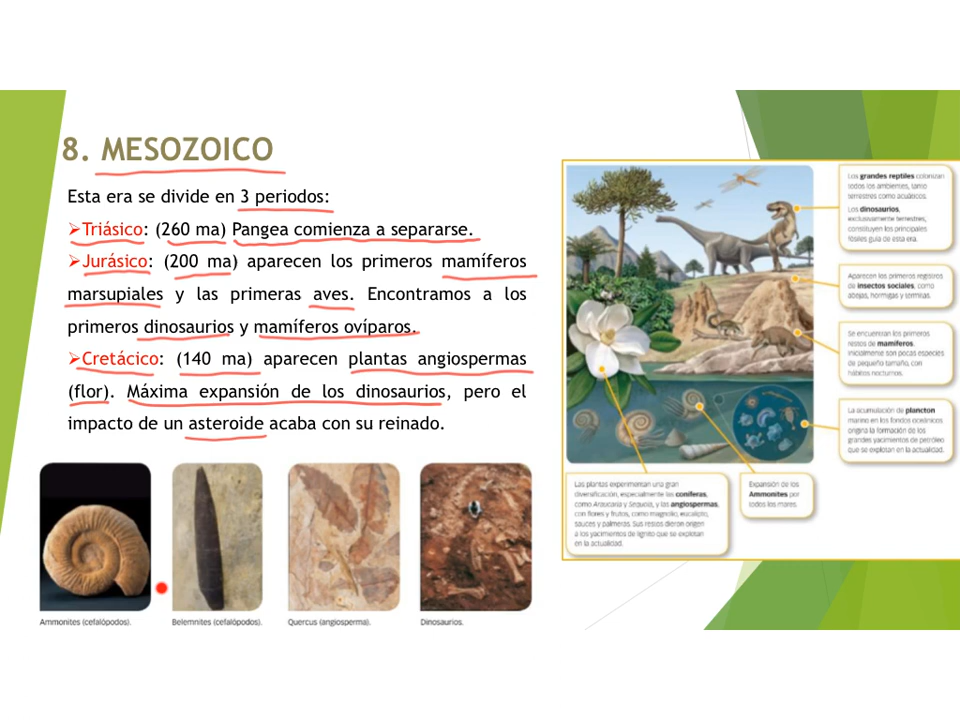 8. MESOZOICO
Esta era se divide en 3 periodos:
➢Triásico: (260 ma) Pangea comienza a separarse.
➢Jurásico: (200 ma) aparecen los primeros mamíferos
marsupiales y las primeras aves. Encontramos a los
primeros dinosaurios y mamíferos ovíparos.
➢Cretácico: (140 ma) aparecen plantas angiospermas
(flor). Máxima expansión de los dinosaurios, pero el
impacto de un asteroide acaba con su reinado.
Ammonites (cefalópodos).
Belemnites (cefalópodos).
Quercus (angiosperma).
Dinosaurios.
Los grandes reptiles colonizan
todos los ambientes, tanto
terrestres como acuáticos.
Los dinosaurios,
exclusivamente terrestres,
constituyen los principales
fósiles guía de esta era.
Aparecen los primeros registros
de insectos sociales, como
abejas, hormigas y termitas.
Se encuentran los primeros
restos de mamíferos.
Inicialmente son pocas especies
de pequeño tamaño, con
hábitos nocturnos.
La acumulación de plancton
marino en los fondos oceánicos
origina la formación de los
grandes yacimientos de petróleo
que se explotan en la actualidad.
Las plantas experimentan una gran
diversificación, especialmente las coníferas,
como Araucaria y Sequoia, y las angiospermas,
con flores y frutos, como magnolio, eucalipto,
sauces y palmeras. Sus restos dieron origen
a los yacimientos de lignito que se explotan
en la actualidad.
Expansión de los
Ammonites por
todos los mares.